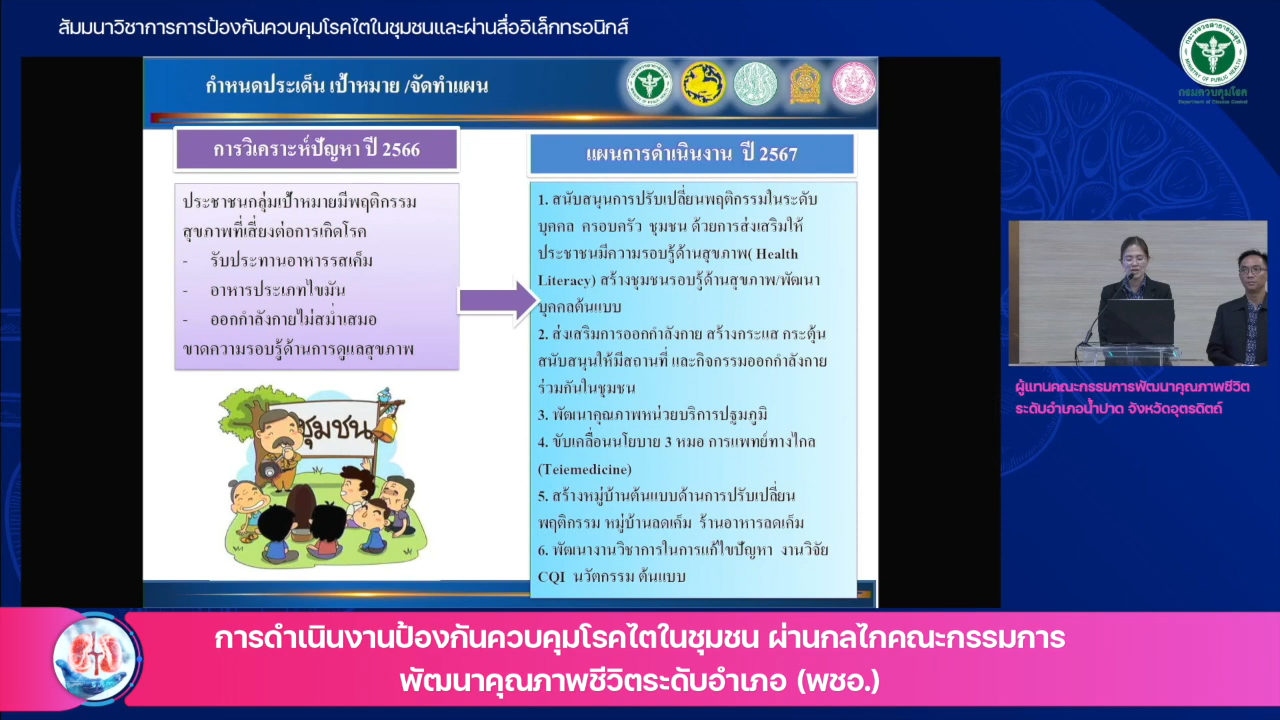 สัมมนาวิชาการการป้องกันควบคุมโรคไตในชุมชนและผ่านสื่ออิเล็กทรอนิกส์
กระทรวงสาธารณสุข
MINISTRY OF PUBLIC HEALTH
กรมควบคุมโรค
Department of Disease Control
กำหนดประเด็น เป้าหมาย /จัดทำแผน
การวิเคราะห์ปัญหา ปี 2566
ประชาชนกลุ่มเป้าหมายมีพฤติกรรม
สุขภาพที่เสี่ยงต่อการเกิดโรค
- รับประทานอาหารรสเค็ม
- อาหารประเภทไขมัน
- ออกกำลังกายไม่สม่ำเสมอ
ขาดความรอบรู้ด้านการดูแลสุขภาพ
ชุมชน
แผนการดำเนินงาน ปี 2567
1. สนับสนุนการปรับเปลี่ยนพฤติกรรมในระดับ
บุคคล ครอบครัว ชุมชน ด้วยการส่งเสริมให้
ประชาชนมีความรอบรู้ด้านสุขภาพ( Health
Literacy) สร้างชุมชนรอบรู้ด้านสุขภาพ/พัฒนา
บุคคลต้นแบบ
2. ส่งเสริมการออกกำลังกาย สร้างกระแส กระตุ้น
สนับสนุนให้มีสถานที่ และกิจกรรมออกกำลังกาย
ร่วมกันในชุมชน
3. พัฒนาคุณภาพหน่วยบริการปฐมภูมิ
4. ขับเคลื่อนนโยบาย 3 หมอ การแพทย์ทางไกล
(Teiemedicine)
5. สร้างหมู่บ้านต้นแบบด้านการปรับเปลี่ยน
พฤติกรรม หมู่บ้านลดเค็ม ร้านอาหารลดเค็ม
6. พัฒนางานวิชาการในการแก้ไขปัญหา งานวิจัย
CQI นวัตกรรม ต้นแบบ
ผู้แทนคณะกรรมการพัฒนาคุณภาพชีวิต
ระดับอำเภอน้ำปาด จังหวัดอุตรดิตถ์
การดำเนินงานป้องกันควบคุมโรคไตในชุมชน ผ่านกลไกคณะกรรมการ
พัฒนาคุณภาพชีวิตระดับอำเภอ (พชอ.)